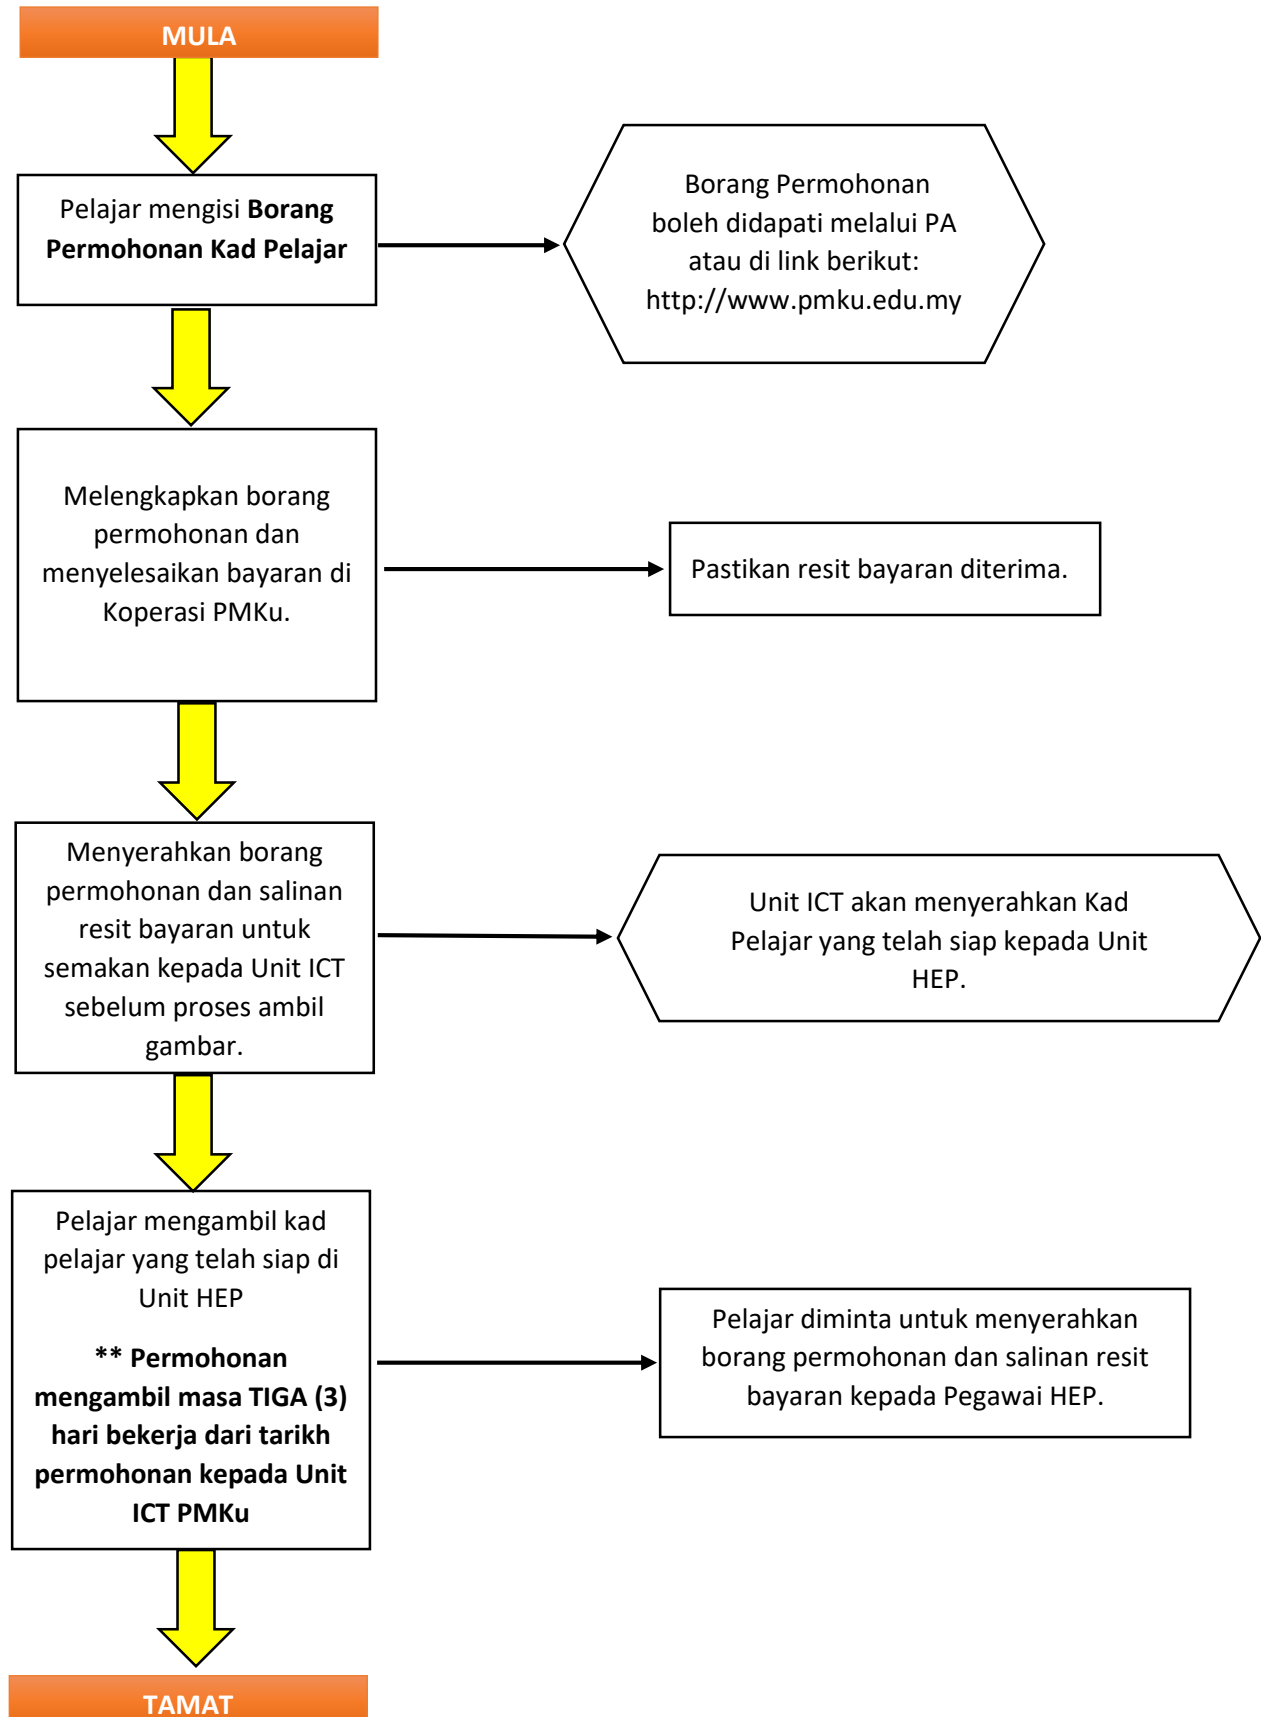 MULA
Pelajar mengisi Borang
Permohonan Kad Pelajar
Borang Permohonan
boleh didapati melalui PA
atau di link berikut:
http://www.pmku.edu.my
Melengkapkan borang
permohonan dan
menyelesaikan bayaran di
Koperasi PMKu.
Pastikan resit bayaran diterima.
Menyerahkan borang
permohonan dan salinan
resit bayaran untuk
semakan kepada Unit ICT
sebelum proses ambil
gambar.
Unit ICT akan menyerahkan Kad
Pelajar yang telah siap kepada Unit
HEP.
Pelajar mengambil kad
pelajar yang telah siap di
Unit HEP
** Permohonan
mengambil masa TIGA (3)
hari bekerja dari tarikh
permohonan kepada Unit
ICT PMKu
Pelajar diminta untuk menyerahkan
borang permohonan dan salinan resit
bayaran kepada Pegawai HEP.
TAMAT